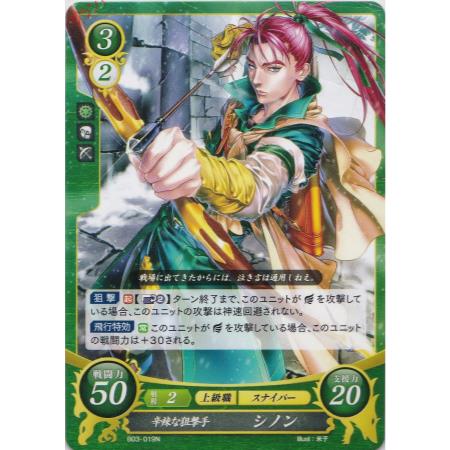 3
2
戦場に出てきたからには、泣き言は通用しねえ。
狙撃 起 【2】ターン終了まで、このユニットが を攻撃している場合、このユニットの攻撃は神速回避されない。
飛行特効 常 このユニットが を攻撃している場合、このユニットの戦闘力は+30される。
戦闘力
50
2
上級職
スナイパー
支援力
20
辛辣な狙撃手
シノン
B03-019N
Illust:米子